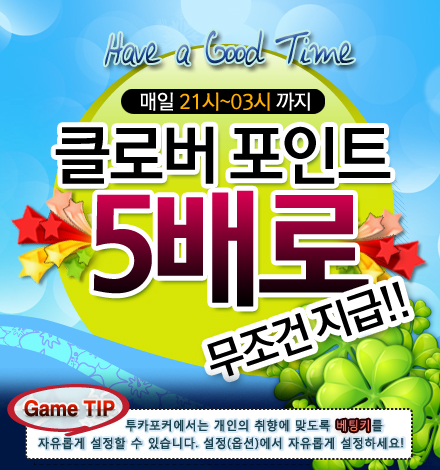 Have a Good Time
매일 21시~03시 까지
클로버 포인트
5배로
무조건 지급!!
Game TIP
투카포커에서는 개인의 취향에 맞도록 베팅키를
자유롭게 설정할 수 있습니다. 설정(옵션)에서 자유롭게 설정하세요!